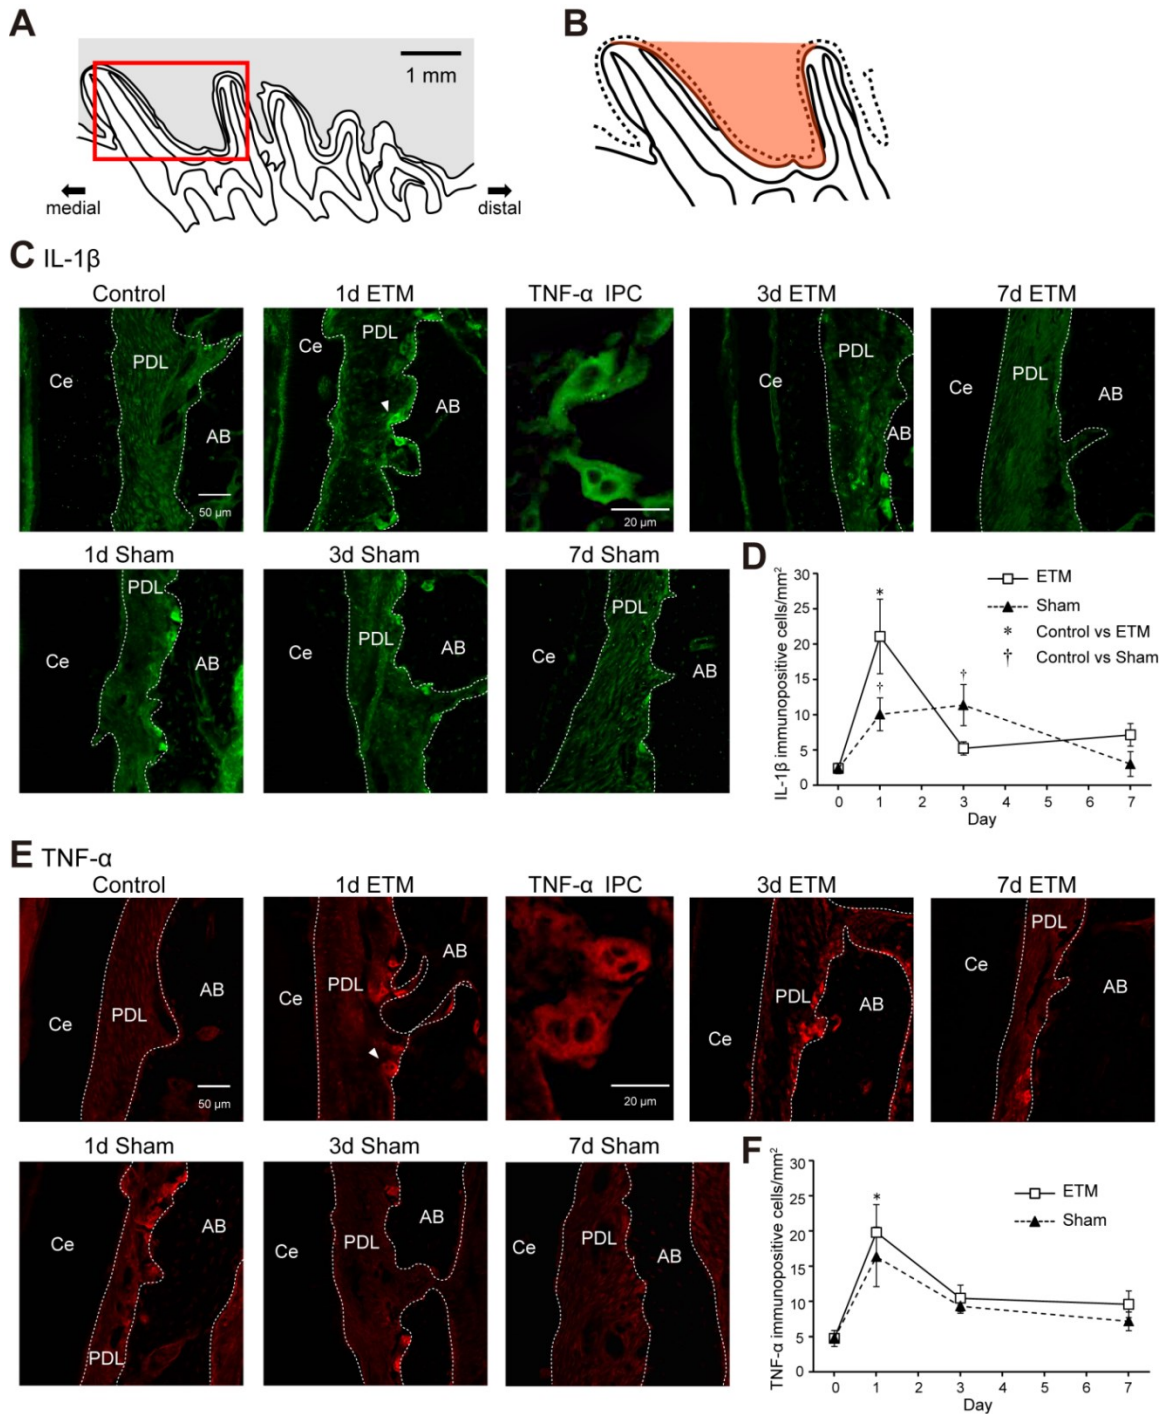 A
1 mm
medial
distal
B
C IL-1β
Control
1d ETM
TNF-α IPC
3d ETM
7d ETM
Ce
PDL
AB
50 µm
Ce
PDL
AB
20 µm
Ce
PDL
AB
Ce
PDL
AB
1d Sham
3d Sham
7d Sham
Ce
PDL
AB
Ce
PDL
AB
Ce
PDL
AB
D
IL-1β immunopositive cells/mm²
30
25
20
15
10
5
0
0 1 2 3 4 5 6 7
Day
ETM
Sham
* Control vs ETM
† Control vs Sham
*
†
†
E TNF-α
Control
1d ETM
TNF-α IPC
3d ETM
7d ETM
Ce
PDL
AB
50 µm
Ce
PDL
AB
20 µm
Ce
PDL
AB
Ce
PDL
AB
1d Sham
3d Sham
7d Sham
Ce
PDL
AB
Ce
PDL
AB
Ce
PDL
AB
F
TNF-α immunopositive cells/mm²
30
25
20
15
10
5
0
0 1 2 3 4 5 6 7
Day
ETM
Sham
*